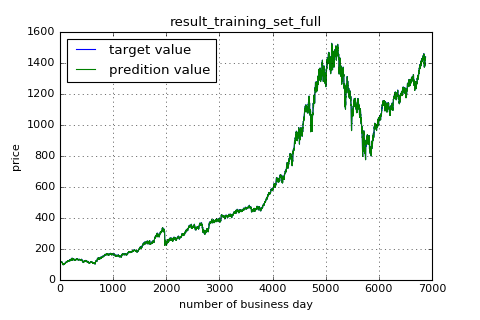 result_training_set_full
target value
predition value
price
1600
1400
1200
1000
800
600
400
200
0
0 1000 2000 3000 4000 5000 6000 7000
number of business day